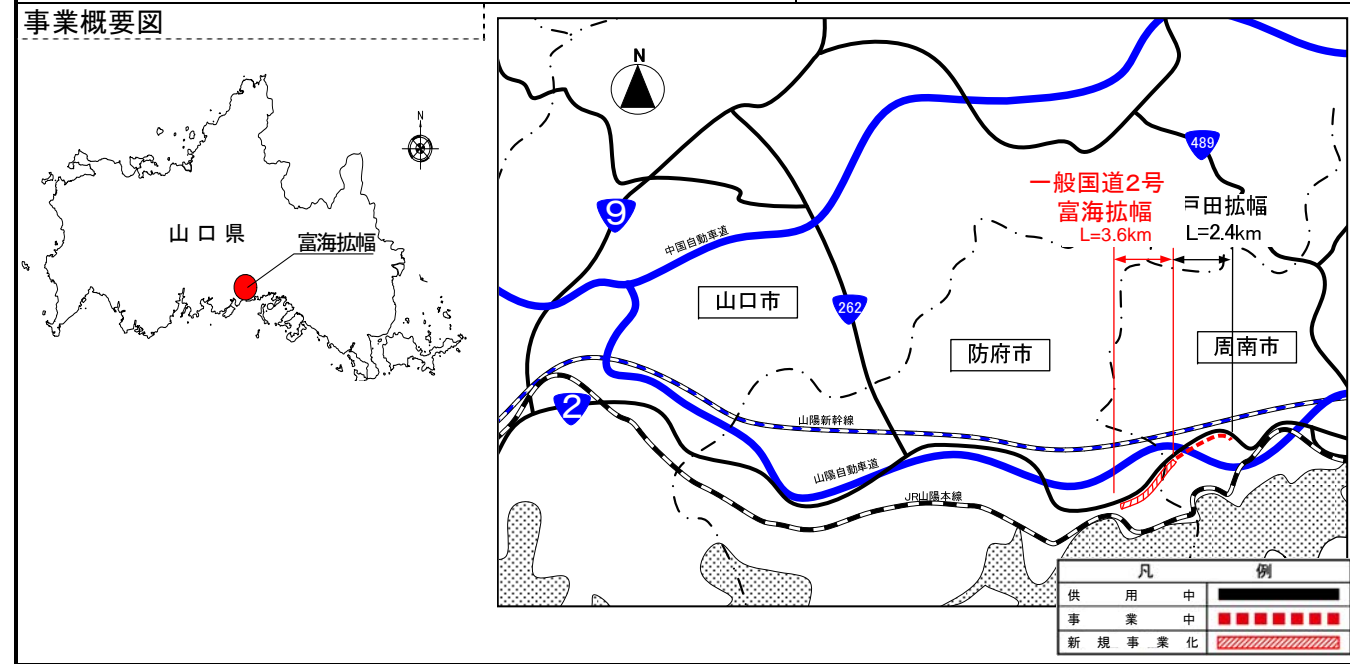 事業概要図
N
山口県
富海拡幅
N
489
一般国道2号
富海拡幅
L=3.6km
戸田拡幅
L=2.4km
9
中国自動車道
山口市
262
防府市
周南市
2
山陽新幹線
山陽自動車道
JR山陽本線
凡例
供用中
事業中
新規事業化